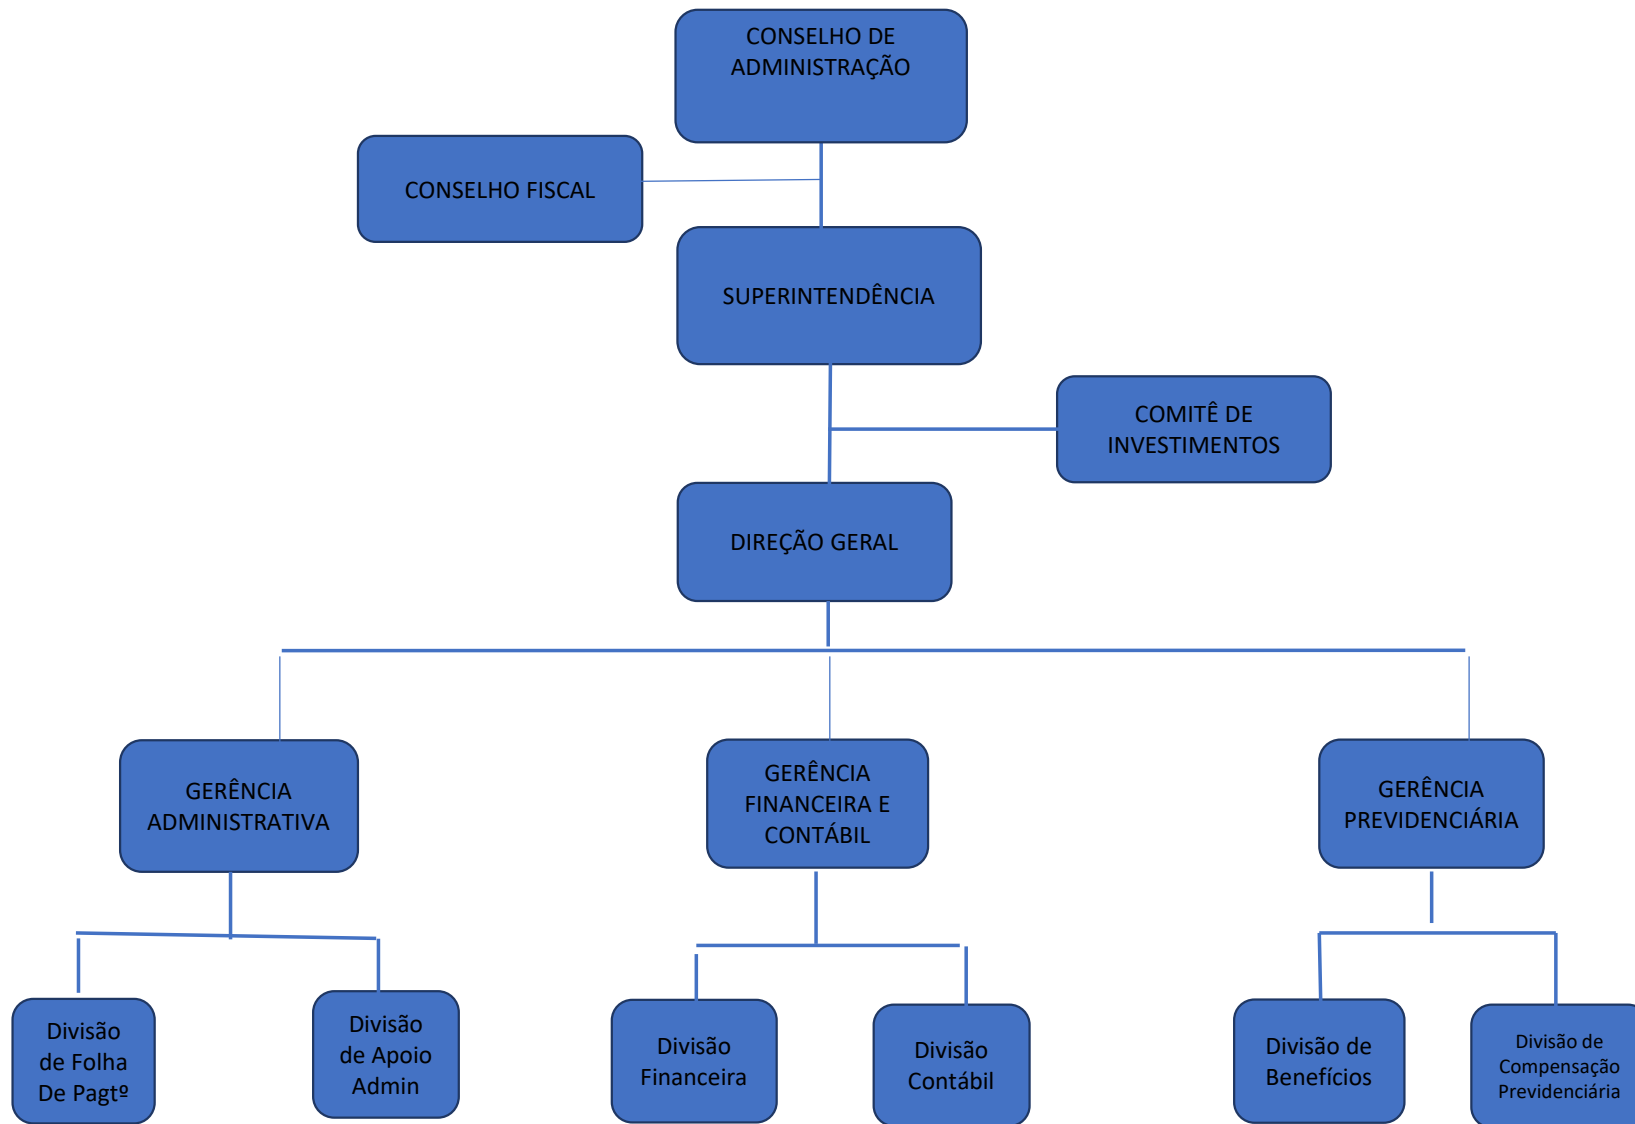 CONSELHO DE
ADMINISTRAÇÃO
CONSELHO FISCAL
SUPERINTENDÊNCIA
COMITÊ DE
INVESTIMENTOS
DIREÇÃO GERAL
GERÊNCIA
ADMINISTRATIVA
GERÊNCIA
FINANCEIRA E
CONTÁBIL
GERÊNCIA
PREVIDENCIÁRIA
Divisão
de Folha
De Pagtº
Divisão
de Apoio
Admin
Divisão
Financeira
Divisão
Contábil
Divisão de
Benefícios
Divisão de
Compensação
Previdenciária